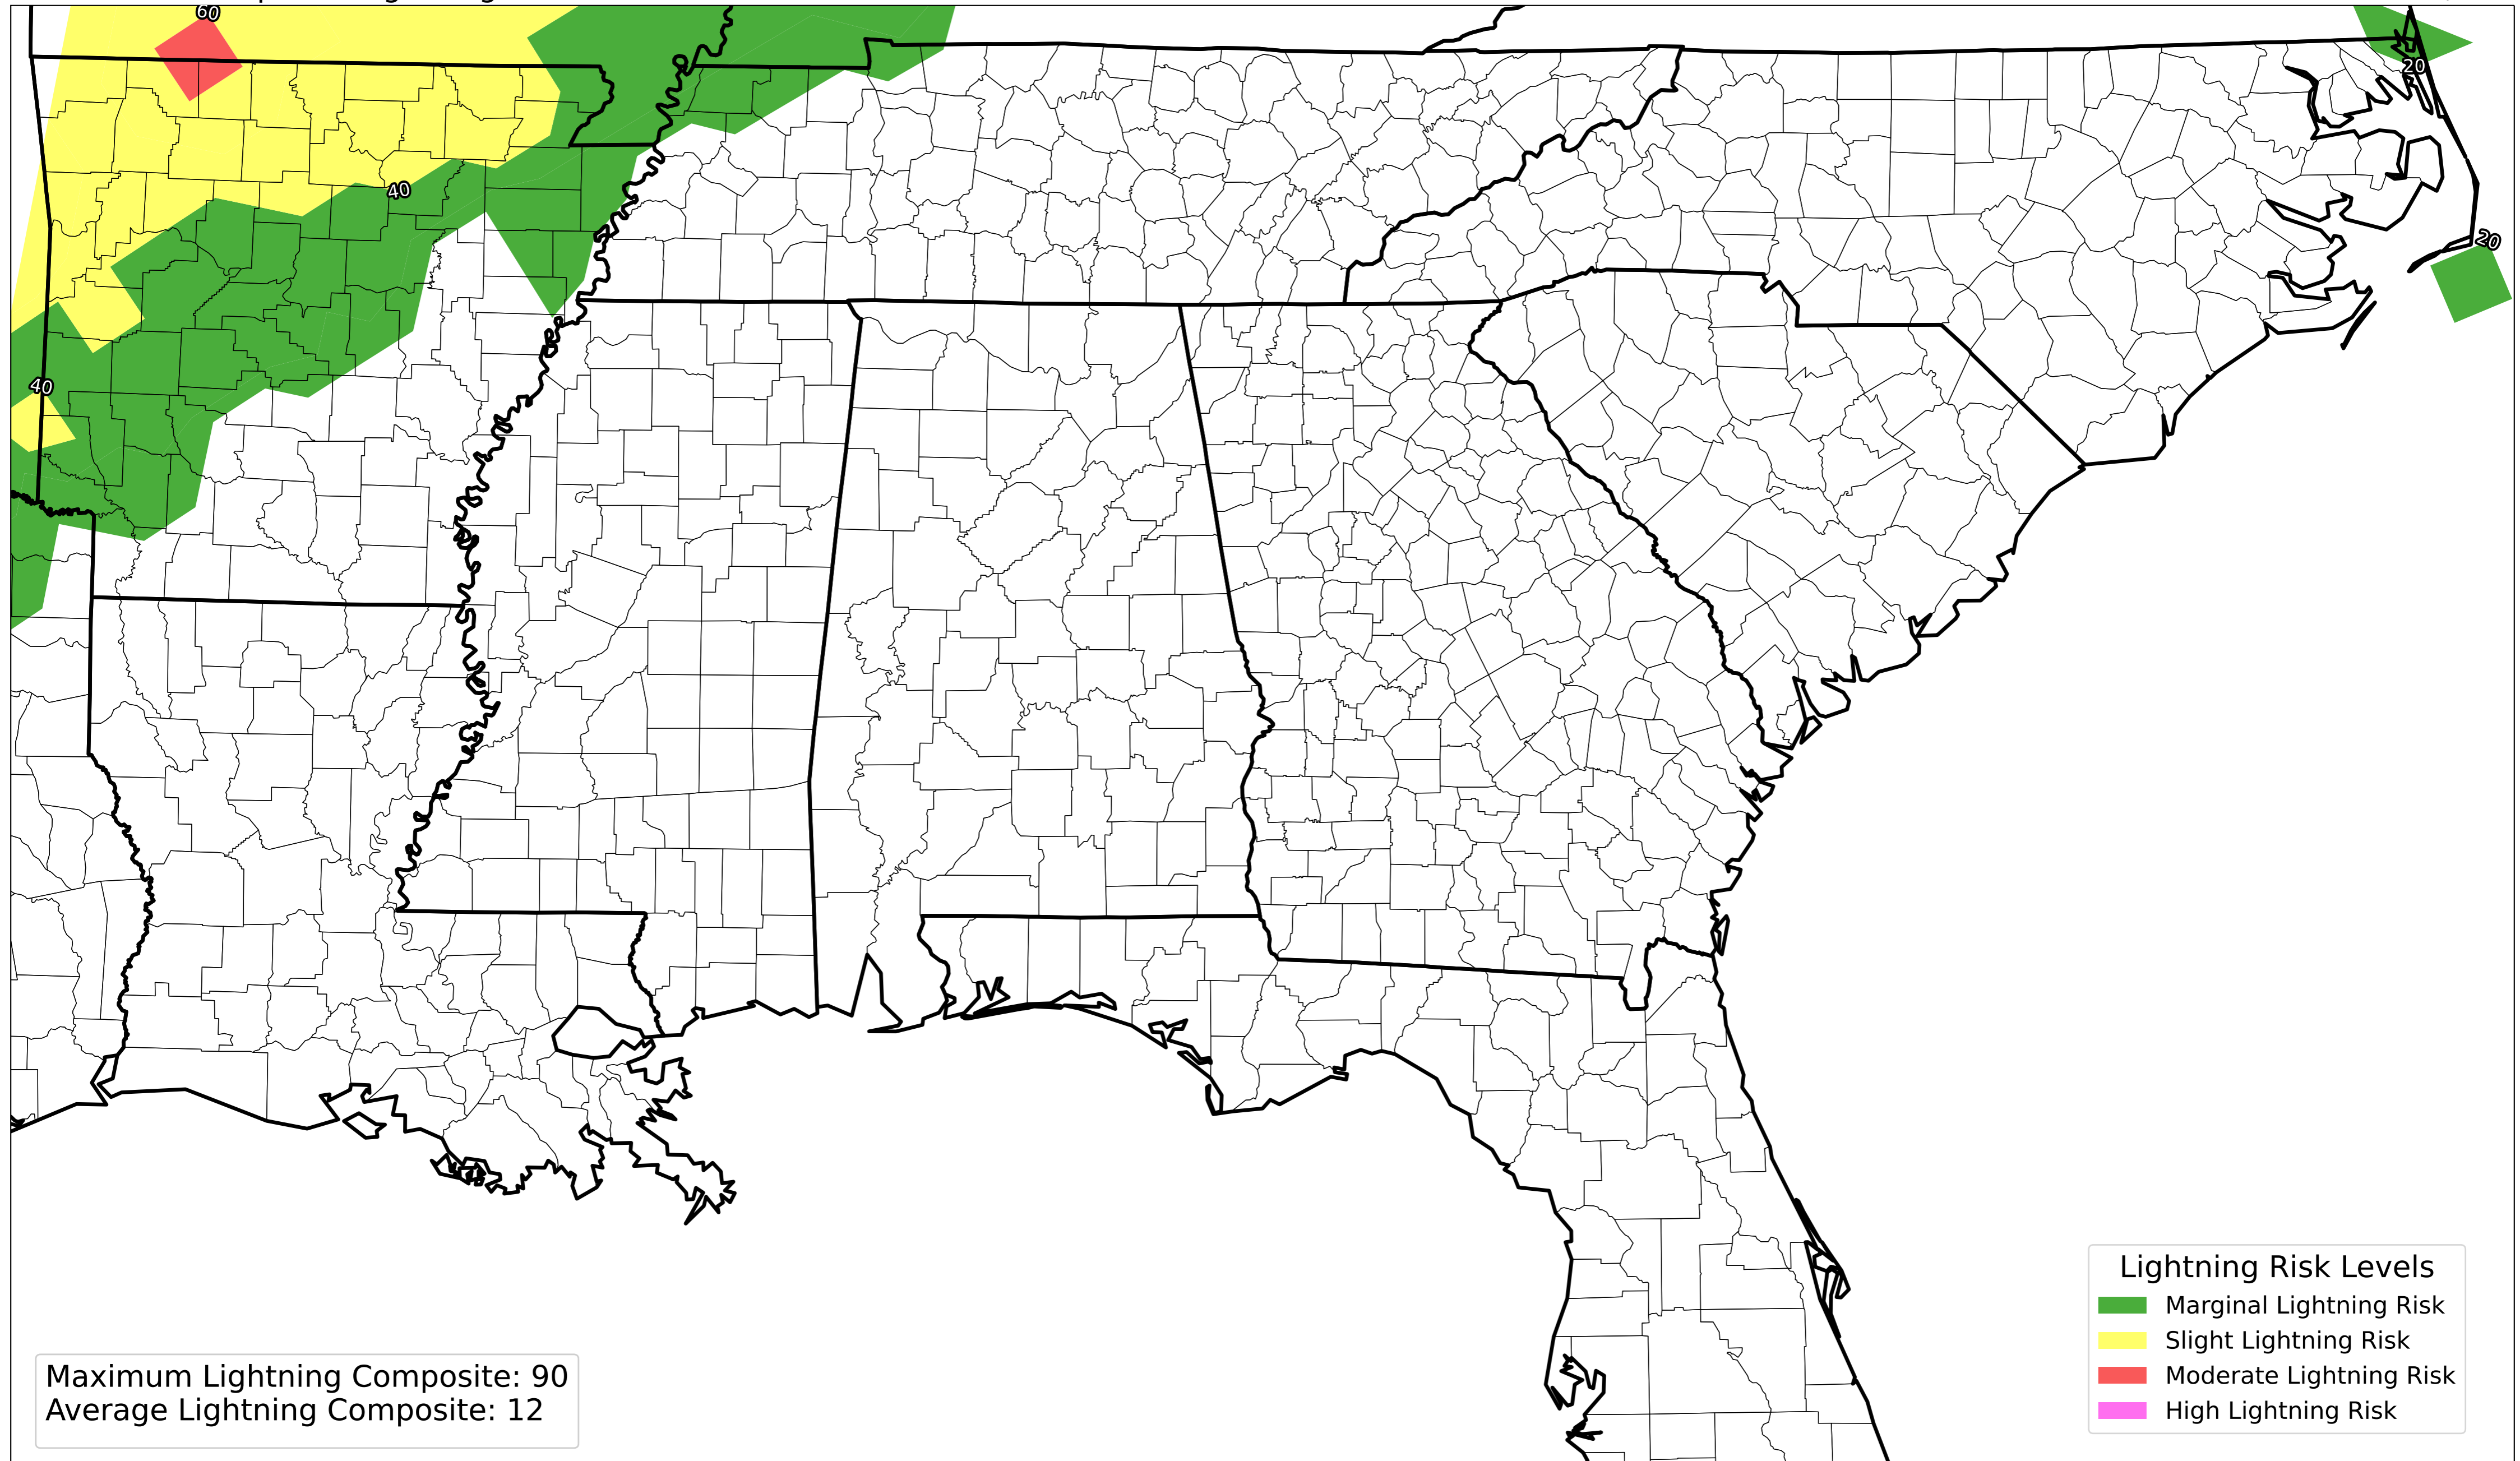 60
20
40
20
40
Lightning Risk Levels
Marginal Lightning Risk
Slight Lightning Risk
Moderate Lightning Risk
High Lightning Risk
Maximum Lightning Composite: 90
Average Lightning Composite: 12